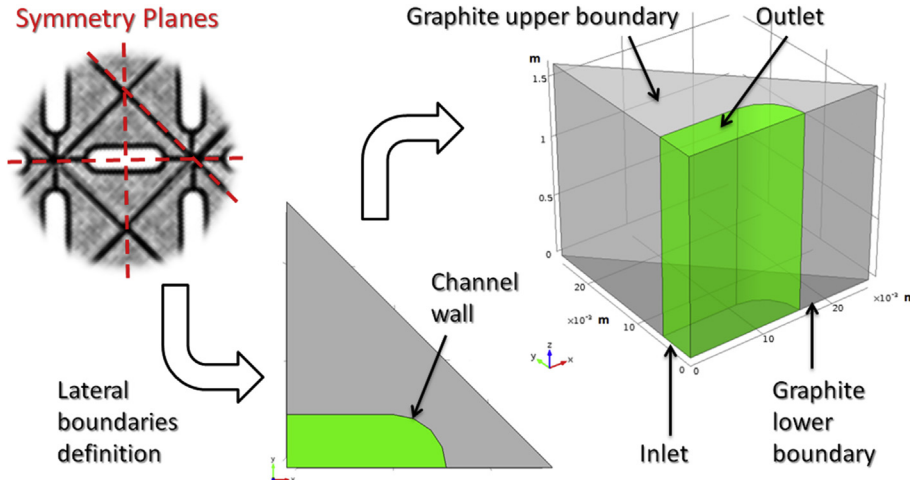 Symmetry Planes
Graphite upper boundary
Outlet
m
1.5
1
0.5
0
20
×10⁻³ m
10
0
0
10
20
×10⁻³ m
z
y
x
Channel
wall
Lateral
boundaries
definition
Inlet
Graphite
lower
boundary
y
x